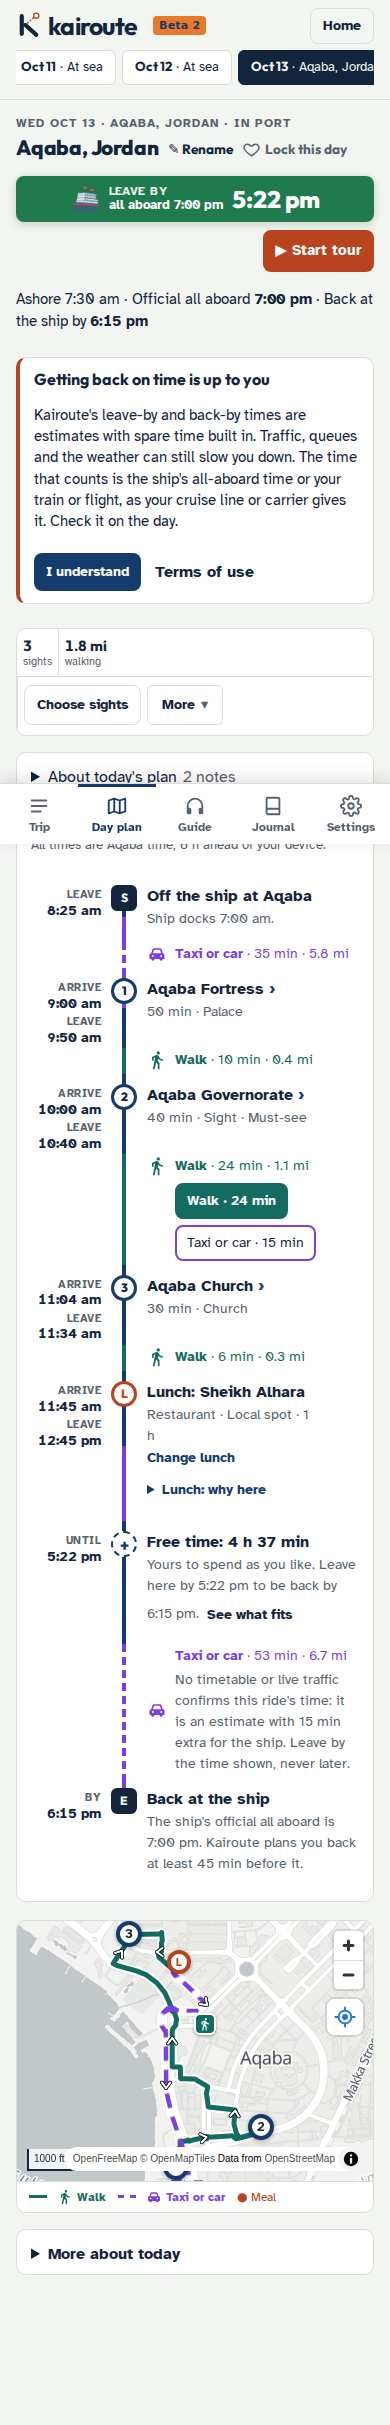 kairoute
Beta 2
Home
Oct 11 · At sea
Oct 12 · At sea
Oct 13 · Aqaba, Jorda
WED OCT 13 · AQABA, JORDAN · IN PORT
Aqaba, Jordan
✎ Rename
Lock this day
LEAVE BY
all aboard 7:00 pm
5:22 pm
▶ Start tour
Ashore 7:30 am · Official all aboard 7:00 pm · Back at
the ship by 6:15 pm
Getting back on time is up to you
Kairoute's leave-by and back-by times are
estimates with spare time built in. Traffic, queues
and the weather can still slow you down. The time
that counts is the ship's all-aboard time or your
train or flight, as your cruise line or carrier gives
it. Check it on the day.
I understand
Terms of use
3
sights
1.8 mi
walking
Choose sights
More ▼
▶ About today's plan 2 notes
Trip
Day plan
Guide
Journal
Settings
All times are Aqaba time, 6 h ahead of your device.
LEAVE
8:25 am
S
Off the ship at Aqaba
Ship docks 7:00 am.
Taxi or car · 35 min · 5.8 mi
ARRIVE
9:00 am
LEAVE
9:50 am
1
Aqaba Fortress ›
50 min · Palace
Walk · 10 min · 0.4 mi
ARRIVE
10:00 am
LEAVE
10:40 am
2
Aqaba Governorate ›
40 min · Sight · Must-see
Walk · 24 min · 1.1 mi
Walk · 24 min
Taxi or car · 15 min
ARRIVE
11:04 am
LEAVE
11:34 am
3
Aqaba Church ›
30 min · Church
Walk · 6 min · 0.3 mi
ARRIVE
11:45 am
LEAVE
12:45 pm
L
Lunch: Sheikh Alhara
Restaurant · Local spot · 1
h
Change lunch
▶ Lunch: why here
UNTIL
5:22 pm
+
Free time: 4 h 37 min
Yours to spend as you like. Leave
here by 5:22 pm to be back by
6:15 pm. See what fits
Taxi or car · 53 min · 6.7 mi
No timetable or live traffic
confirms this ride's time: it
is an estimate with 15 min
extra for the ship. Leave by
the time shown, never later.
BY
6:15 pm
E
Back at the ship
The ship's official all aboard is
7:00 pm. Kairoute plans you back
at least 45 min before it.
3
L
+
−
Aqaba
Makka Stree
2
1000 ft
OpenFreeMap © OpenMapTiles Data from OpenStreetMap
Walk
Taxi or car
Meal
▶ More about today